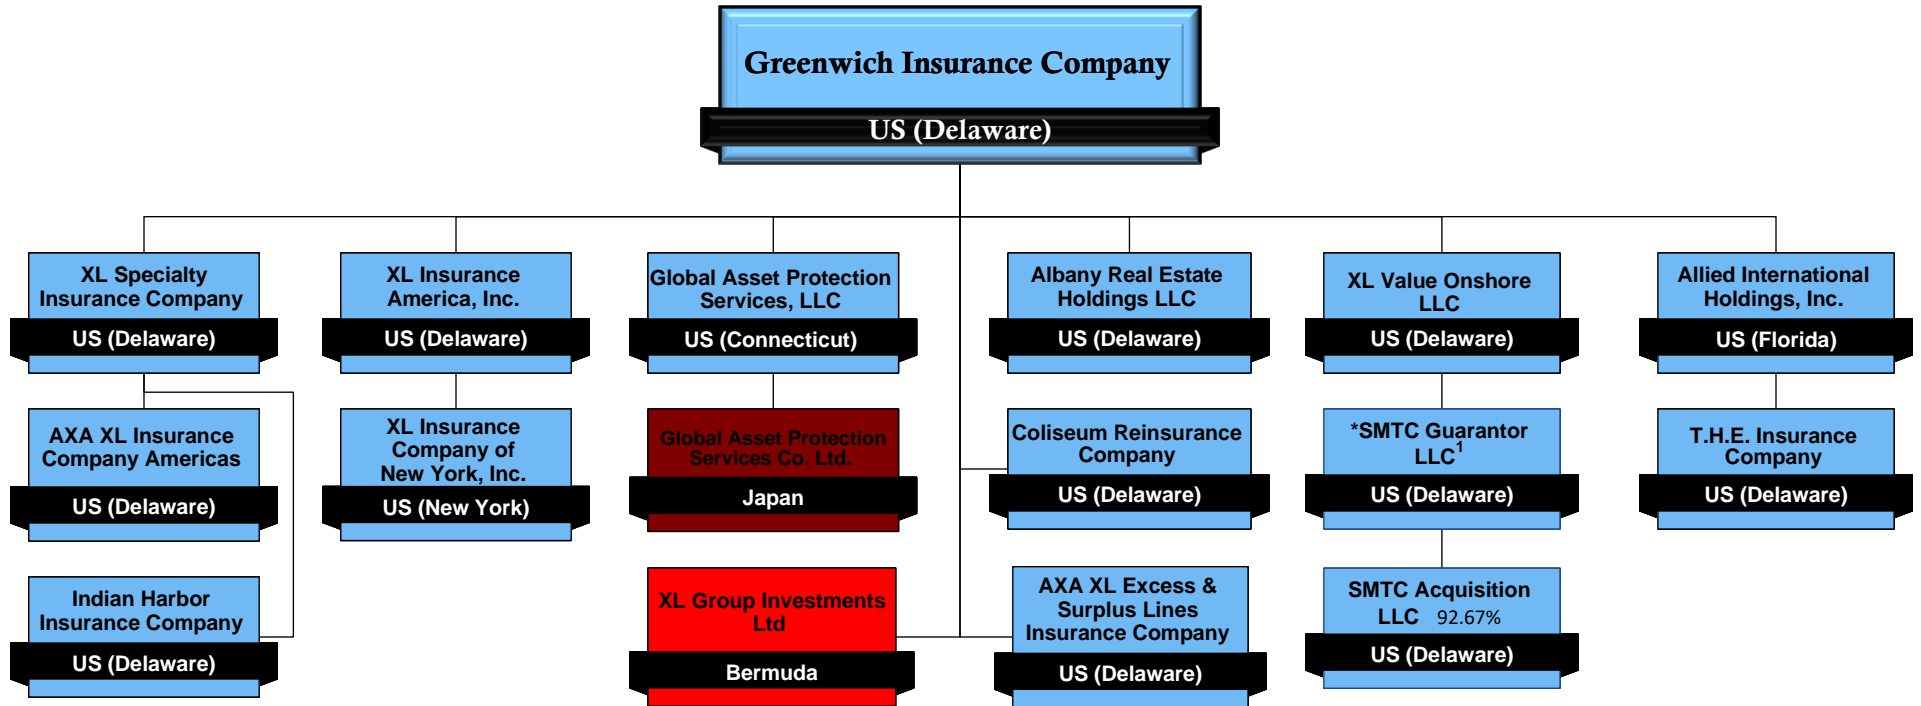 Greenwich Insurance Company
US (Delaware)
XL Specialty
Insurance Company
US (Delaware)
XL Insurance
America, Inc.
US (Delaware)
Global Asset Protection
Services, LLC
US (Connecticut)
Albany Real Estate
Holdings LLC
US (Delaware)
XL Value Onshore
LLC
US (Delaware)
Allied International
Holdings, Inc.
US (Florida)
AXA XL Insurance
Company Americas
US (Delaware)
XL Insurance
Company of
New York, Inc.
US (New York)
Global Asset Protection
Services Co. Ltd.
Japan
Coliseum Reinsurance
Company
US (Delaware)
*SMTC Guarantor
LLC¹
US (Delaware)
T.H.E. Insurance
Company
US (Delaware)
Indian Harbor
Insurance Company
US (Delaware)
XL Group Investments
Ltd
Bermuda
AXA XL Excess &
Surplus Lines
Insurance Company
US (Delaware)
SMTC Acquisition
LLC 92.67%
US (Delaware)